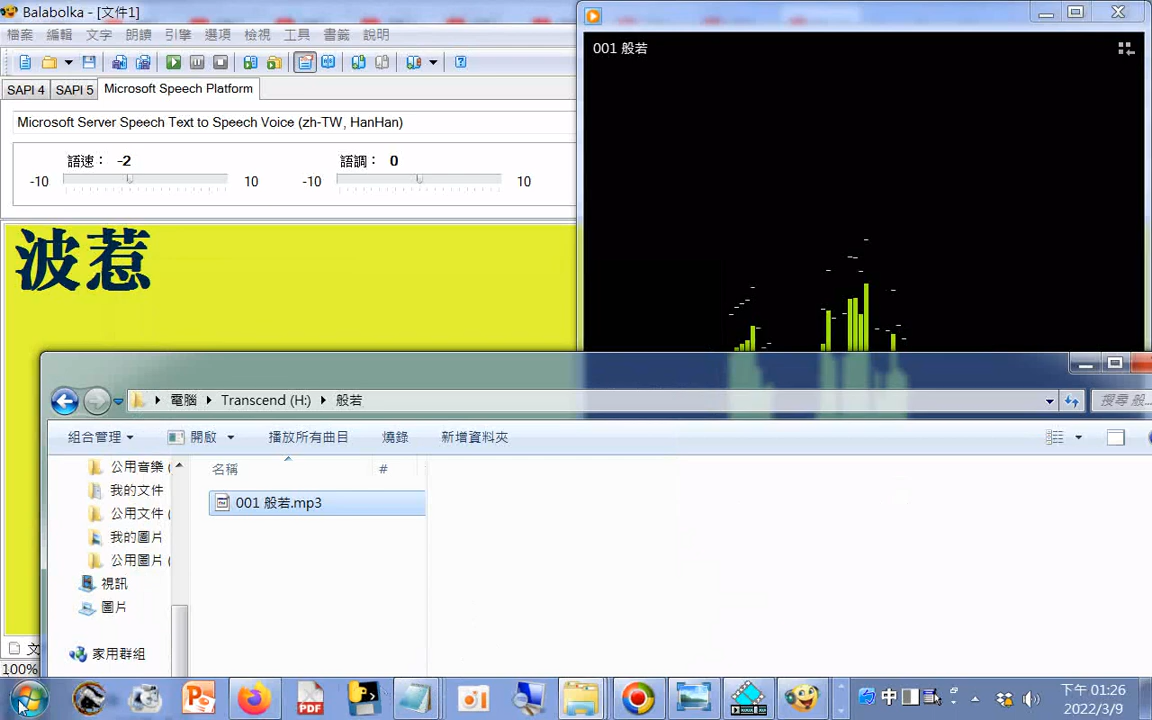 Balabolka - [文件1]
檔案 編輯 文字 朗讀 引擎 選項 檢視 工具 書籤 說明
SAPI 4 SAPI 5 Microsoft Speech Platform
Microsoft Server Speech Text to Speech Voice (zh-TW, HanHan)
語速： -2 語調： 0
-10 10 -10 10
波惹
001 般若
電腦 Transcend (H:) 般若
搜尋 般...
組合管理 開啟 播放所有曲目 燒錄 新增資料夾
名稱 #
公用音樂 (
我的文件
公用文件 (
我的圖片
公用圖片 (
視訊
圖片
家用群組
001 般若.mp3
文
100%
中
下午 01:26
2022/3/9